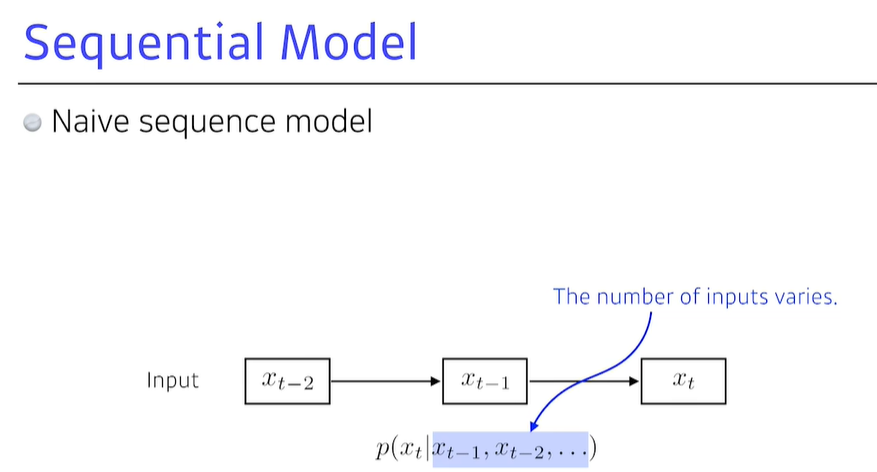 Sequential Model
Naive sequence model
The number of inputs varies.
Input
x_{t-2}
x_{t-1}
x_t
p(x_t|x_{t-1}, x_{t-2}, . . .)